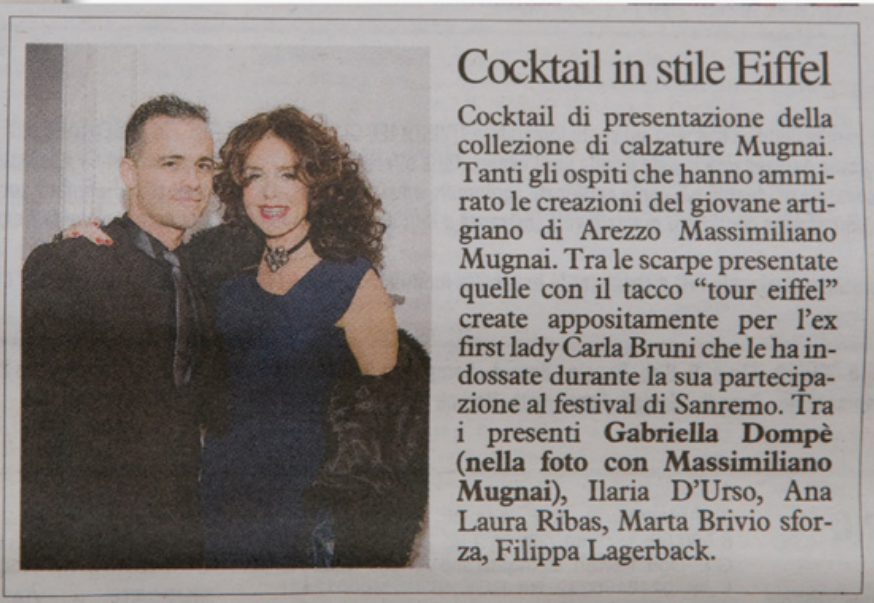 Cocktail in stile Eiffel
Cocktail di presentazione della
collezione di calzature Mugnai.
Tanti gli ospiti che hanno ammi-
rato le creazioni del giovane arti-
giano di Arezzo Massimiliano
Mugnai. Tra le scarpe presentate
quelle con il tacco “tour eiffel”
create appositamente per l’ex
first lady Carla Bruni che le ha in-
dossate durante la sua partecipa-
zione al festival di Sanremo. Tra
i presenti Gabriella Dompè
(nella foto con Massimiliano
Mugnai), Ilaria D’Urso, Ana
Laura Ribas, Marta Brivio sfor-
za, Filippa Lagerback.